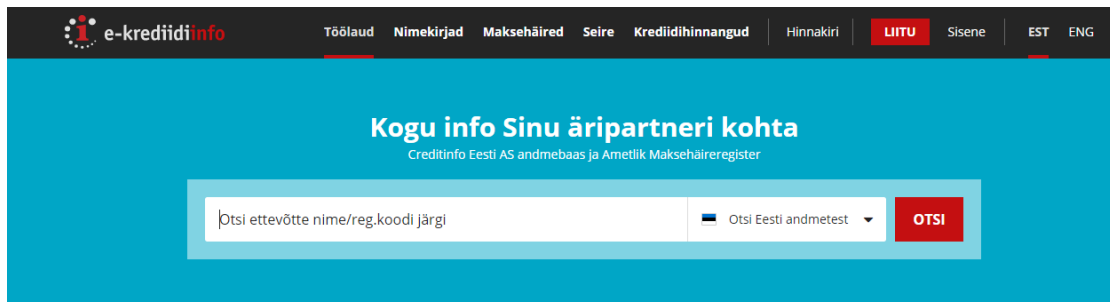 e-krediidiinfo Töölaud Nimekirjad Maksehäired Seire Krediidihinnangud Hinnakiri LIITU Sisene EST ENG
Kogu info Sinu äripartneri kohta
Creditinfo Eesti AS andmebaas ja Ametlik Maksehäireregister
Otsi ettevõtte nime/reg.koodi järgi Otsi Eesti andmetest OTSI